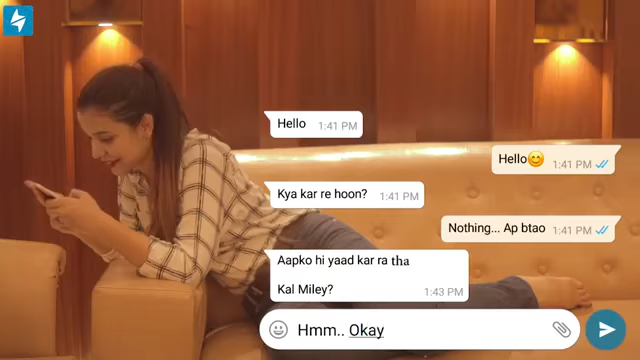 Hello 1:41 PM
Hello😊 1:41 PM
Kya kar re hoon? 1:41 PM
Nothing... Ap btao 1:41 PM
Aapko hi yaad kar ra tha
Kal Miley? 1:43 PM
Hmm.. Okay